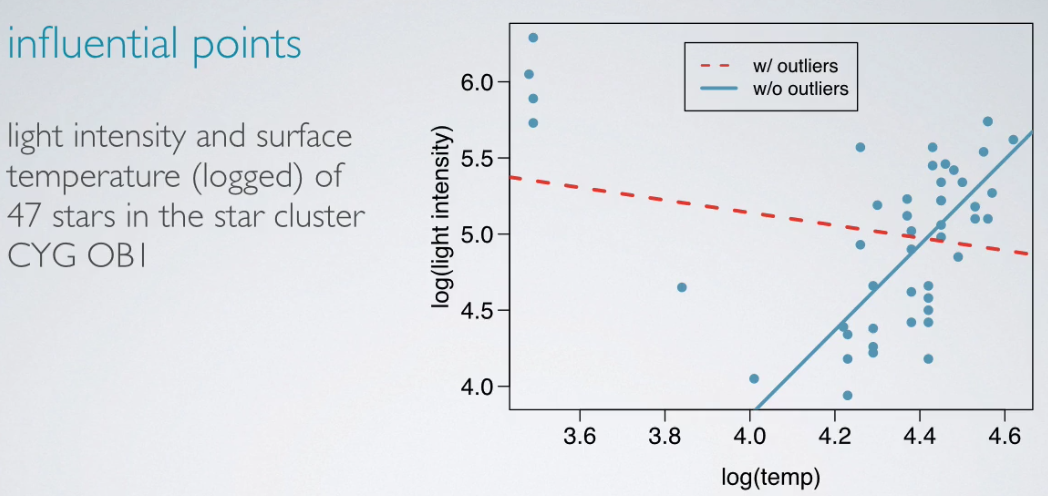 influential points
light intensity and surface
temperature (logged) of
47 stars in the star cluster
CYG OB1
w/ outliers
w/o outliers
log(light intensity)
6.0
5.5
5.0
4.5
4.0
3.6 3.8 4.0 4.2 4.4 4.6
log(temp)